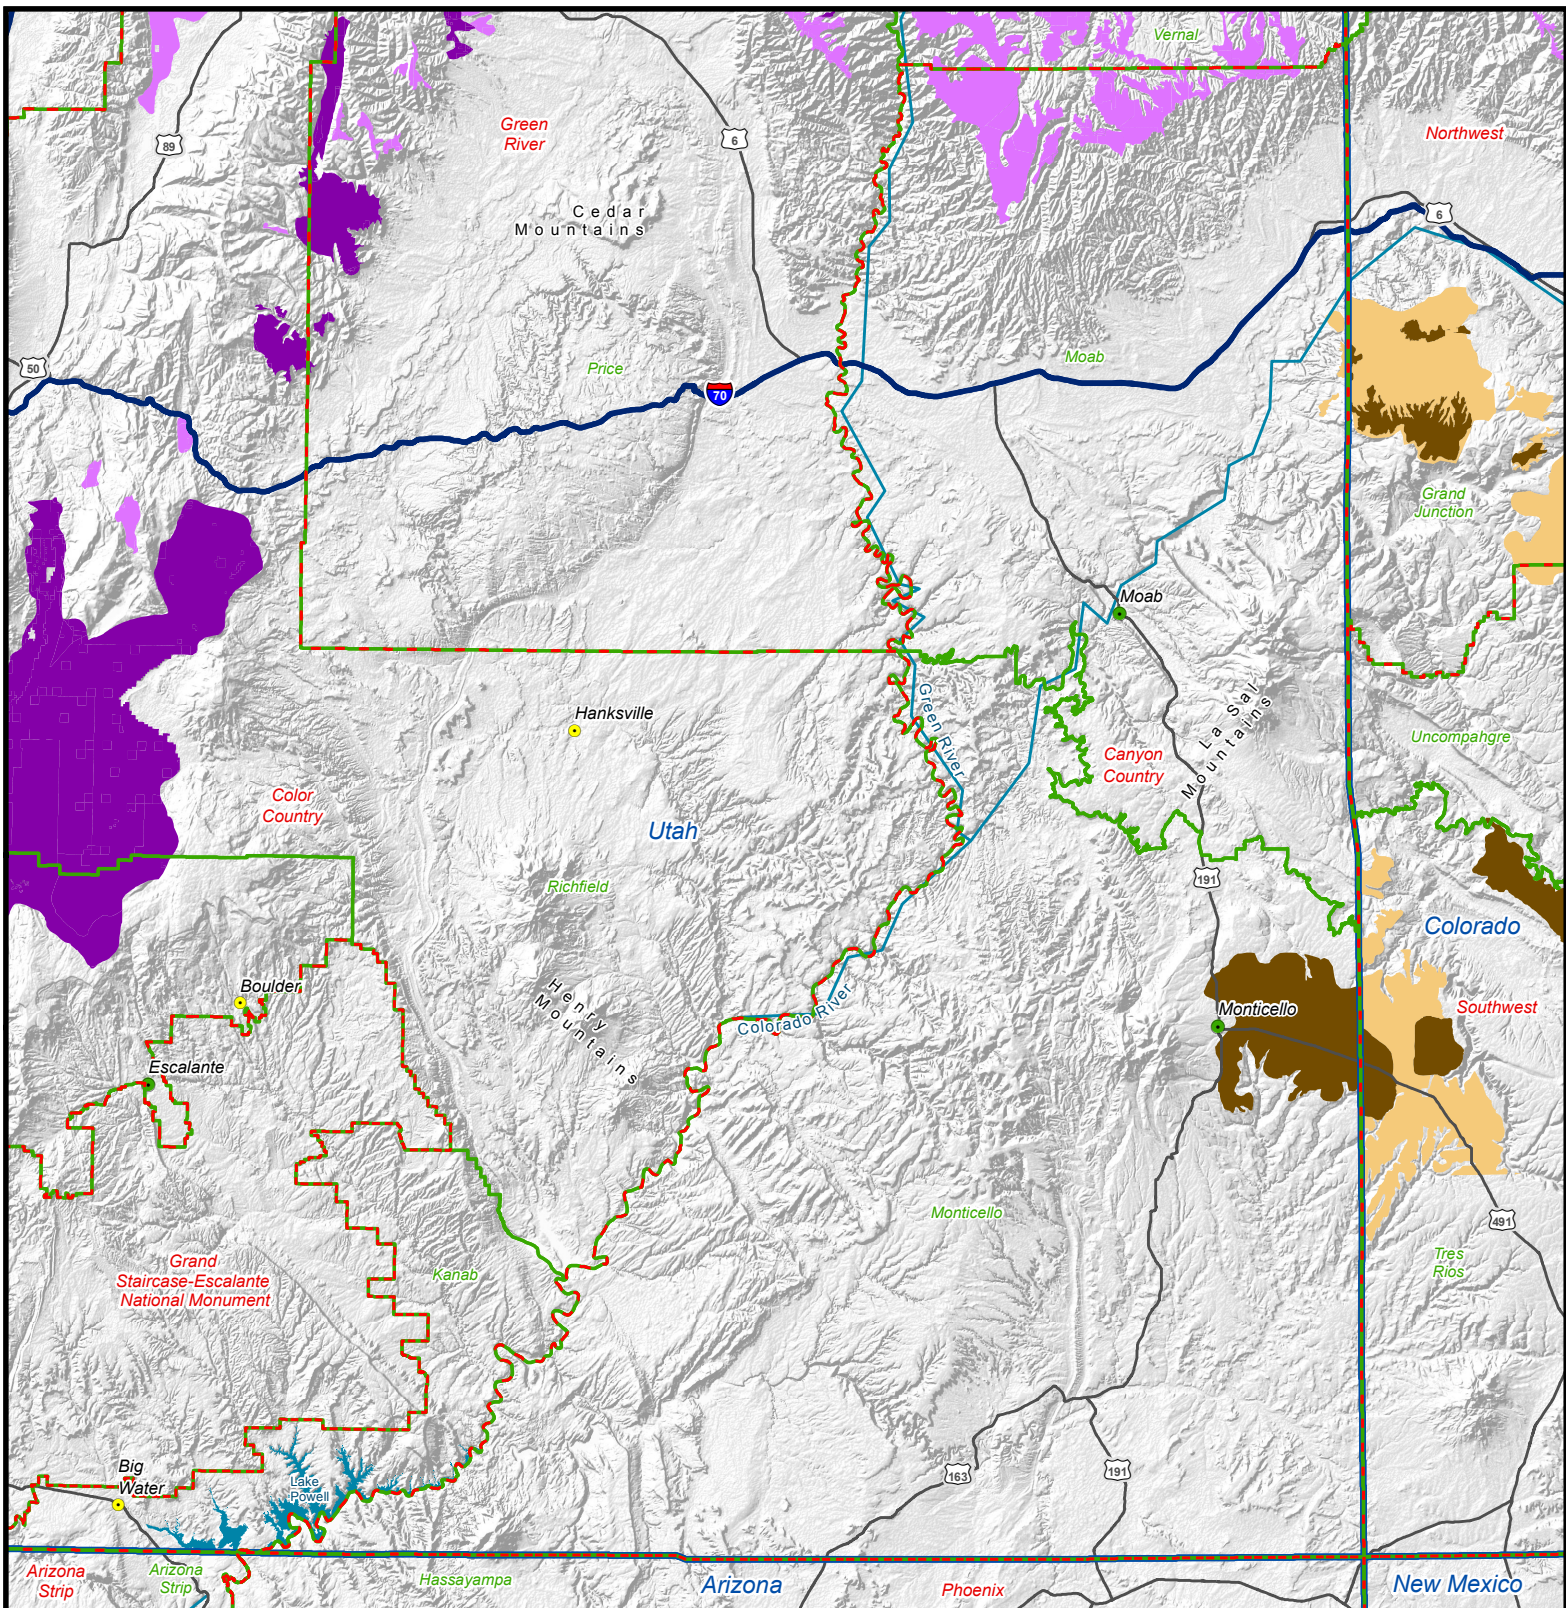 Vernal
Green
River
Northwest
89
6
6
Cedar
Mountains
50
Price
Moab
70
Grand
Junction
Moab
Hanksville
Green River
La Sal
Mountains
Uncompahgre
Canyon
Country
Color
Country
Utah
Richfield
191
Colorado
Boulder
Henry
Mountains
Colorado River
Monticello
Southwest
Escalante
Monticello
491
Grand
Staircase-Escalante
National Monument
Kanab
Tres
Rios
Big
Water
Lake
Powell
163
191
Arizona
Strip
Arizona
Strip
Hassayampa
Arizona
Phoenix
New Mexico